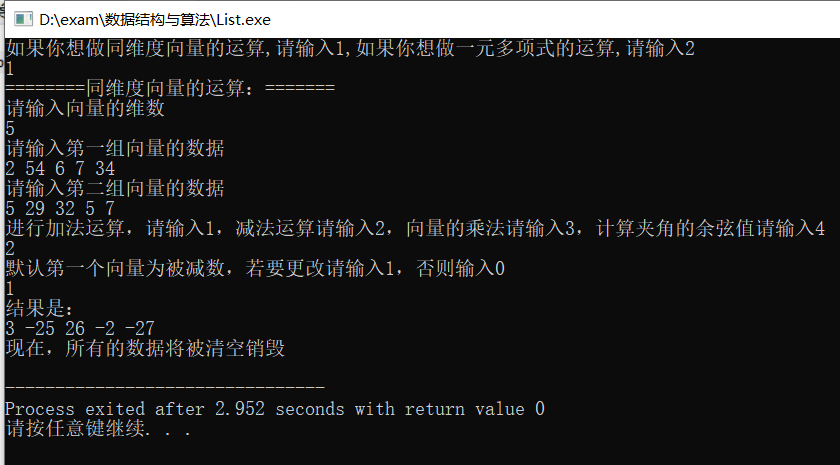 D:\exam\数据结构与算法\List.exe
如果你想做同维度向量的运算,请输入1,如果你想做一元多项式的运算,请输入2
1
========同维度向量的运算：=======
请输入向量的维数
5
请输入第一组向量的数据
2 54 6 7 34
请输入第二组向量的数据
5 29 32 5 7
进行加法运算，请输入1，减法运算请输入2，向量的乘法请输入3，计算夹角的余弦值请输入4
2
默认第一个向量为被减数，若要更改请输入1，否则输入0
1
结果是：
3 -25 26 -2 -27
现在，所有的数据将被清空销毁
--------------------------------
Process exited after 2.952 seconds with return value 0
请按任意键继续. . .